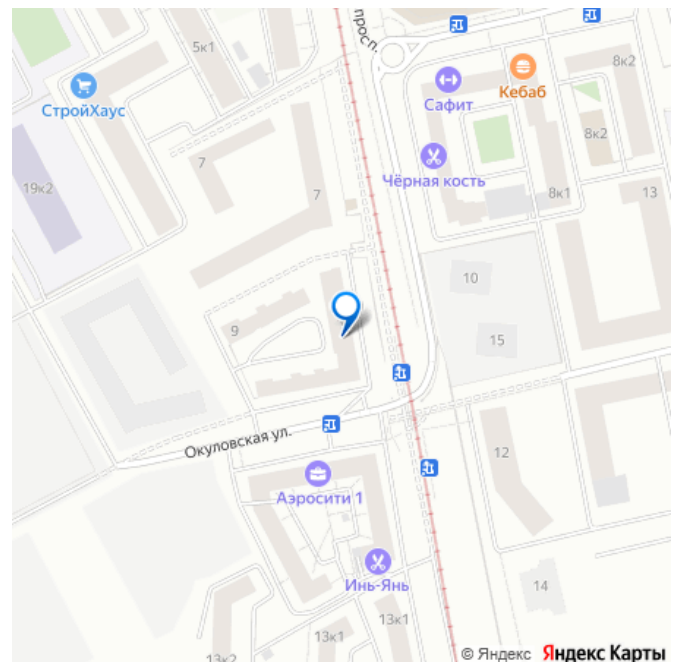 просп.
5к1
СтройХаус
Сафит
Кебаб
8к2
8к2
Чёрная кость
7
7
19к2
8к1
13
10
9
15
Окуловская ул.
12
Аэросити 1
Инь-Янь
14
13к1
13к1
13к2
© Яндекс Яндекс Карты